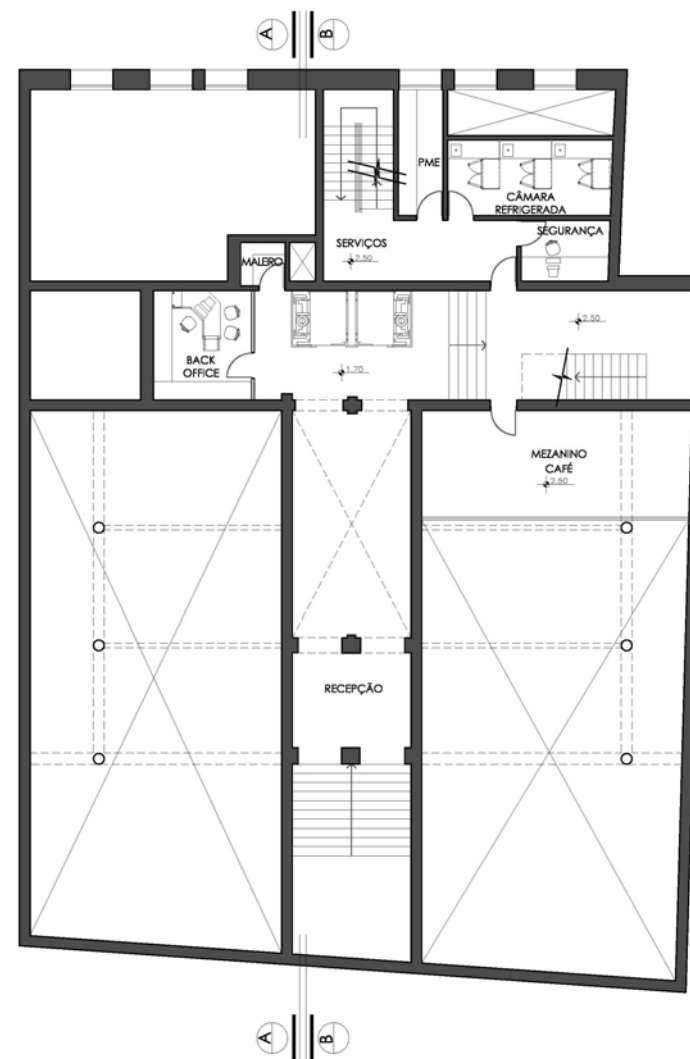 A B
PME
CÂMARA
REFRIGERADA
SEGURANÇA
SERVIÇOS
2.50
MALEIRO
2.50
BACK
OFFICE
1.70
MEZANINO
CAFÉ
2.50
RECEPÇÃO
A B